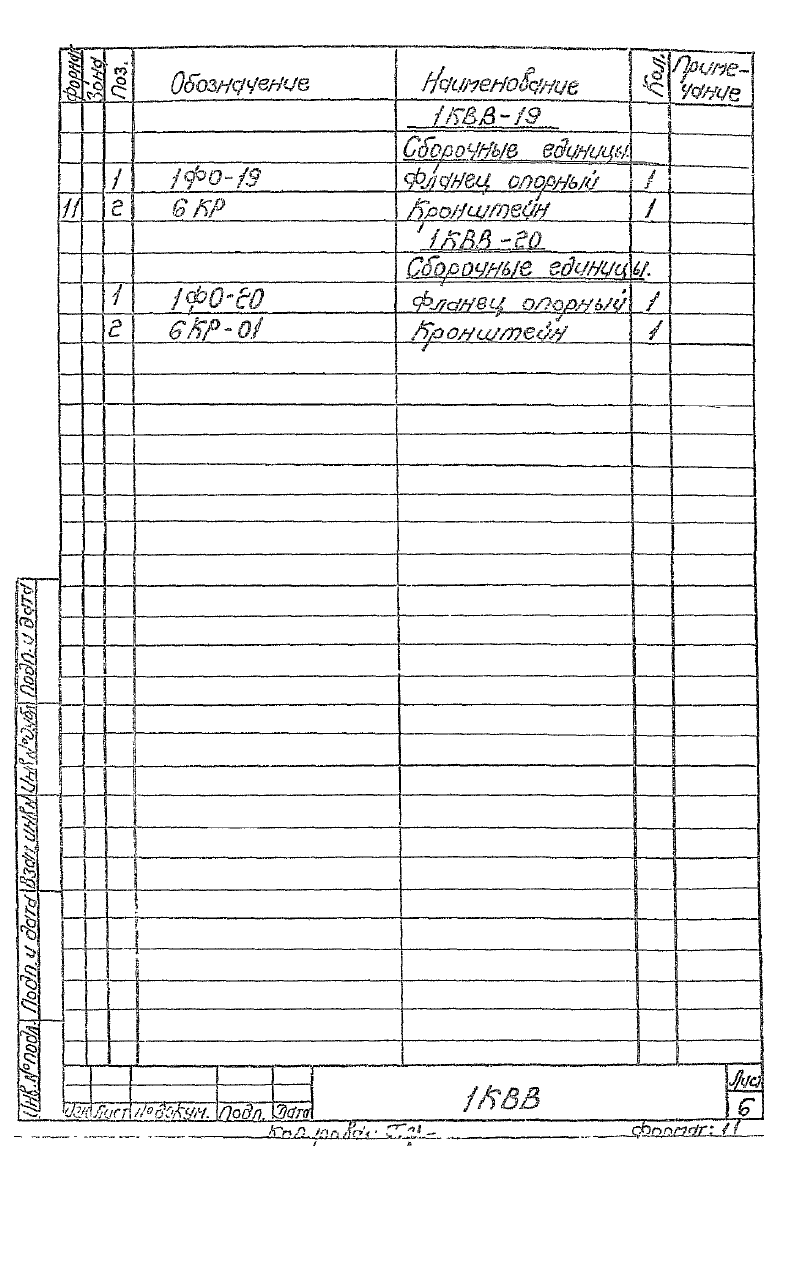 Формат Зона Поз. Обозначение Наименование Кол. Приме-чание
1КВВ-19
Сборочные единицы.
1 1ФО-19 Фланец опорный 1
11 2 6 КР Кронштейн 1
1КВВ-20
Сборочные единицы.
1 1ФО-20 Фланец опорный 1
2 6КР-01 Кронштейн 1
Инв.№ подл. Подп. и дата Взам. инв.№ Инв.№ дубл. Подп. и дата
Лист
1КВВ 6
Изм Лист № докум. Подп. Дата
Формат: 11